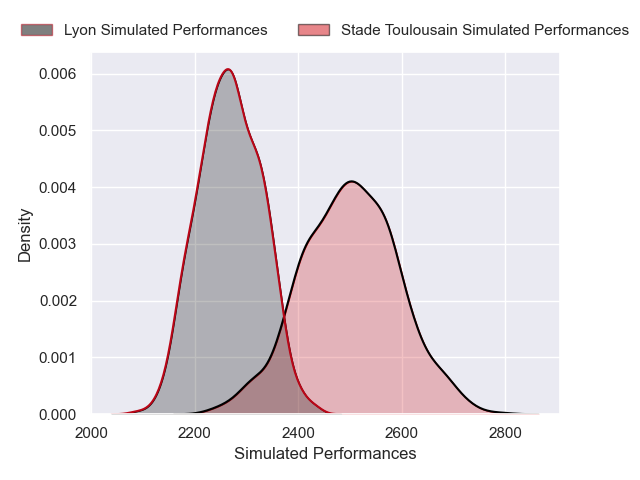 Lyon Simulated Performances
Stade Toulousain Simulated Performances
0.006
0.005
0.004
0.003
0.002
0.001
0.000
Density
2000 2200 2400 2600 2800
Simulated Performances